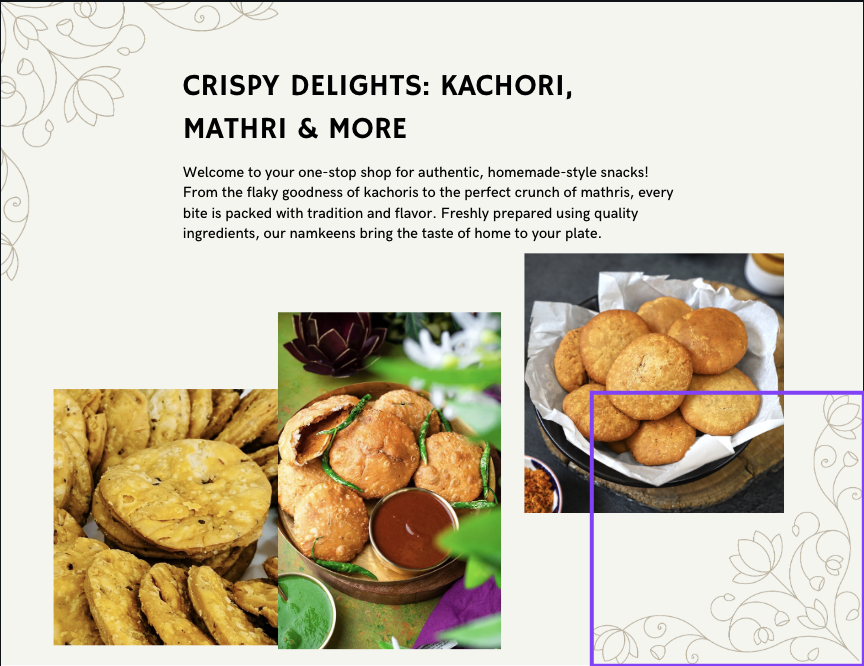 CRISPY DELIGHTS: KACHORI,
MATHRI & MORE
Welcome to your one-stop shop for authentic, homemade-style snacks!
From the flaky goodness of kachoris to the perfect crunch of mathris, every
bite is packed with tradition and flavor. Freshly prepared using quality
ingredients, our namkeens bring the taste of home to your plate.